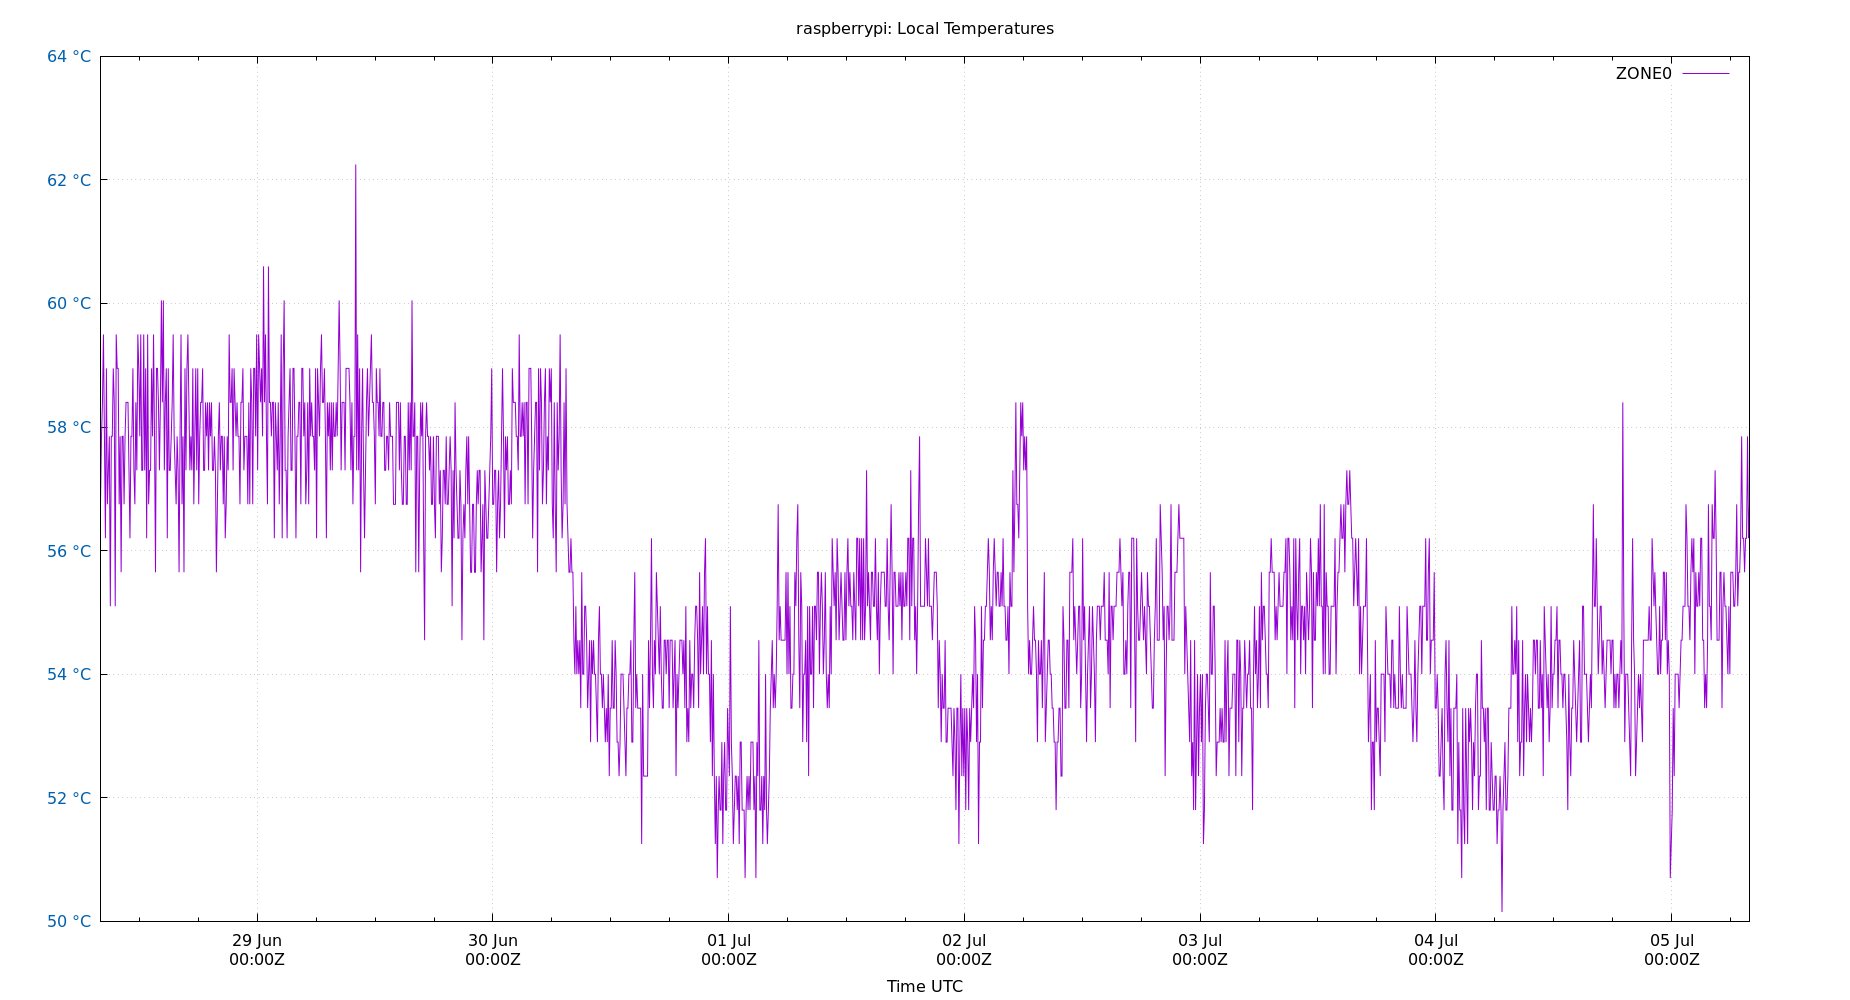 raspberrypi: Local Temperatures
64 °C
ZONE0
62 °C
60 °C
58 °C
56 °C
54 °C
52 °C
50 °C
29 Jun 30 Jun 01 Jul 02 Jul 03 Jul 04 Jul 05 Jul
00:00Z 00:00Z 00:00Z 00:00Z 00:00Z 00:00Z 00:00Z
Time UTC